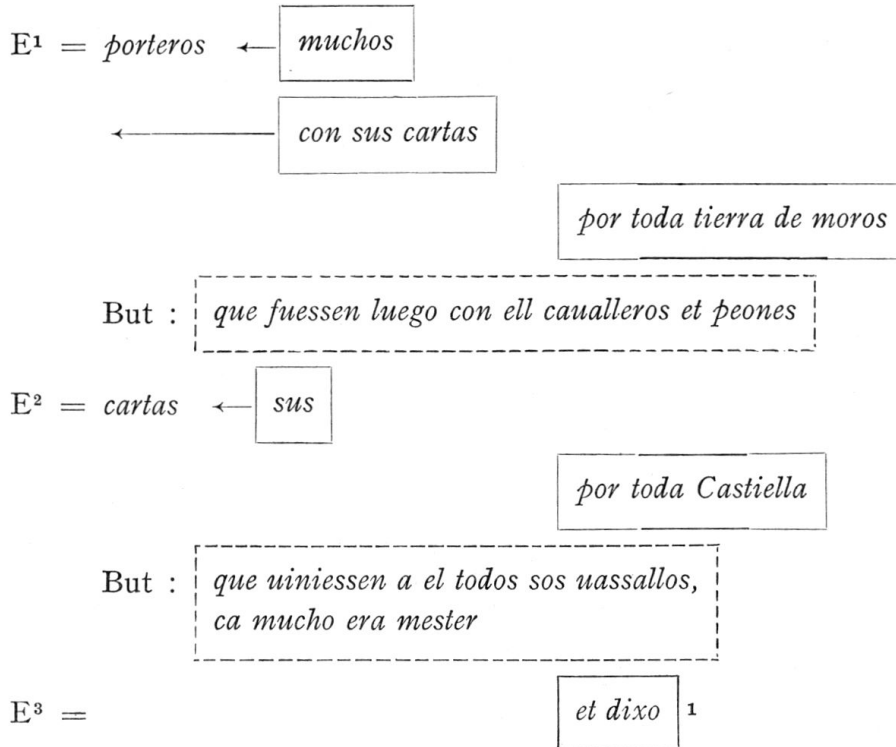 E¹ = porteros ← muchos
← con sus cartas
por toda tierra de moros
But : que fuessen luego con ell caualleros et peones
E² = cartas ← sus
por toda Castiella
But : que uiniessen a el todos sos uassallos,
ca mucho era mester
E³ = et dixo 1